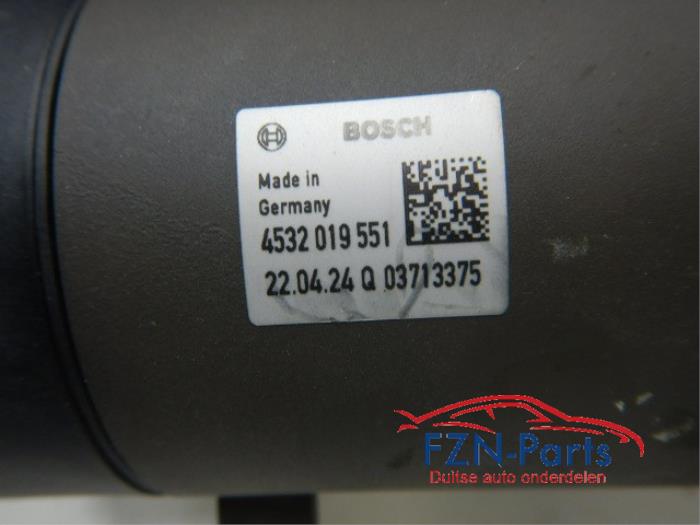 BOSCH
Made in
Germany
4532 019 551
22.04.24 Q 03713375
FZN-Parts
Duitse auto onderdelen